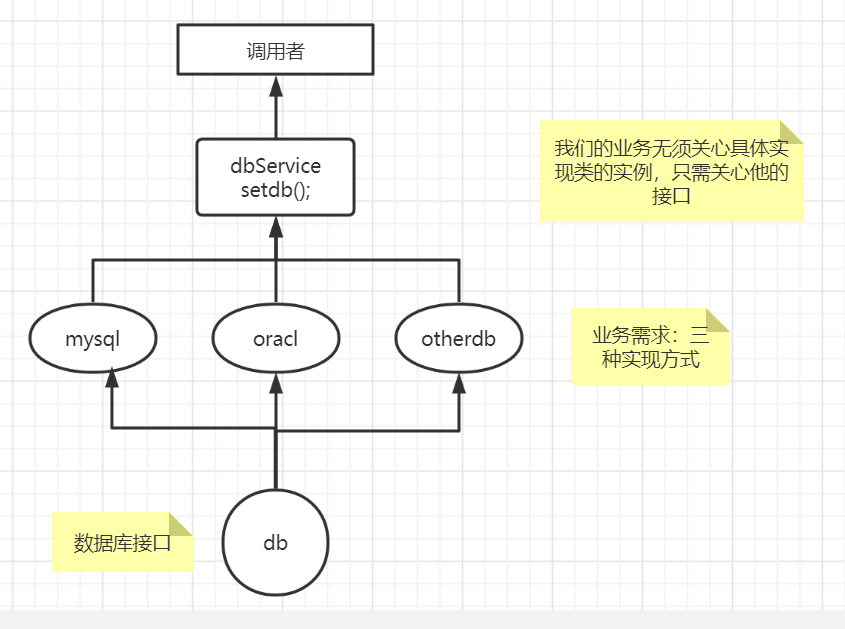 调用者
dbService
setdb();
我们的业务无须关心具体实
现类的实例，只需关心他的
接口
mysql
oracl
otherdb
业务需求：三
种实现方式
数据库接口
db